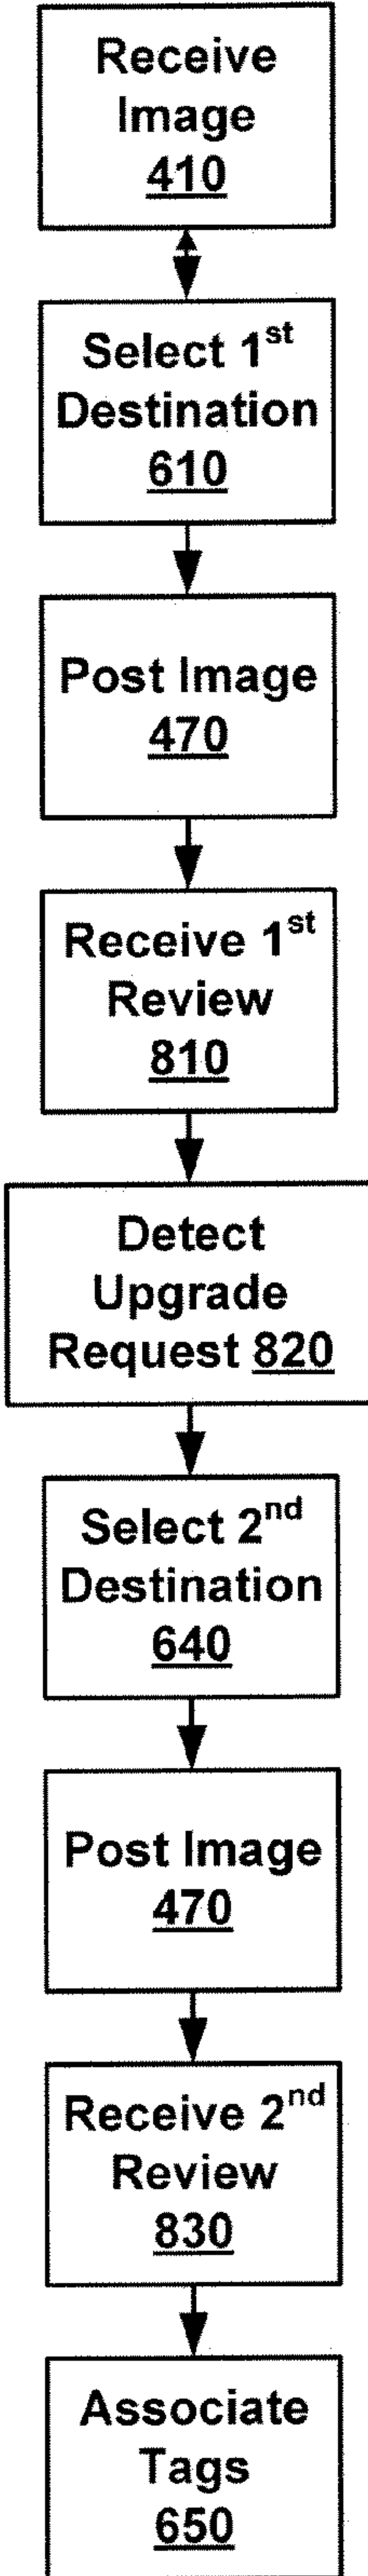 Receive
Image
410
Select 1st
Destination
610
Post Image
470
Receive 1st
Review
810
Detect
Upgrade
Request 820
Select 2nd
Destination
640
Post Image
470
Receive 2nd
Review
830
Associate
Tags
650